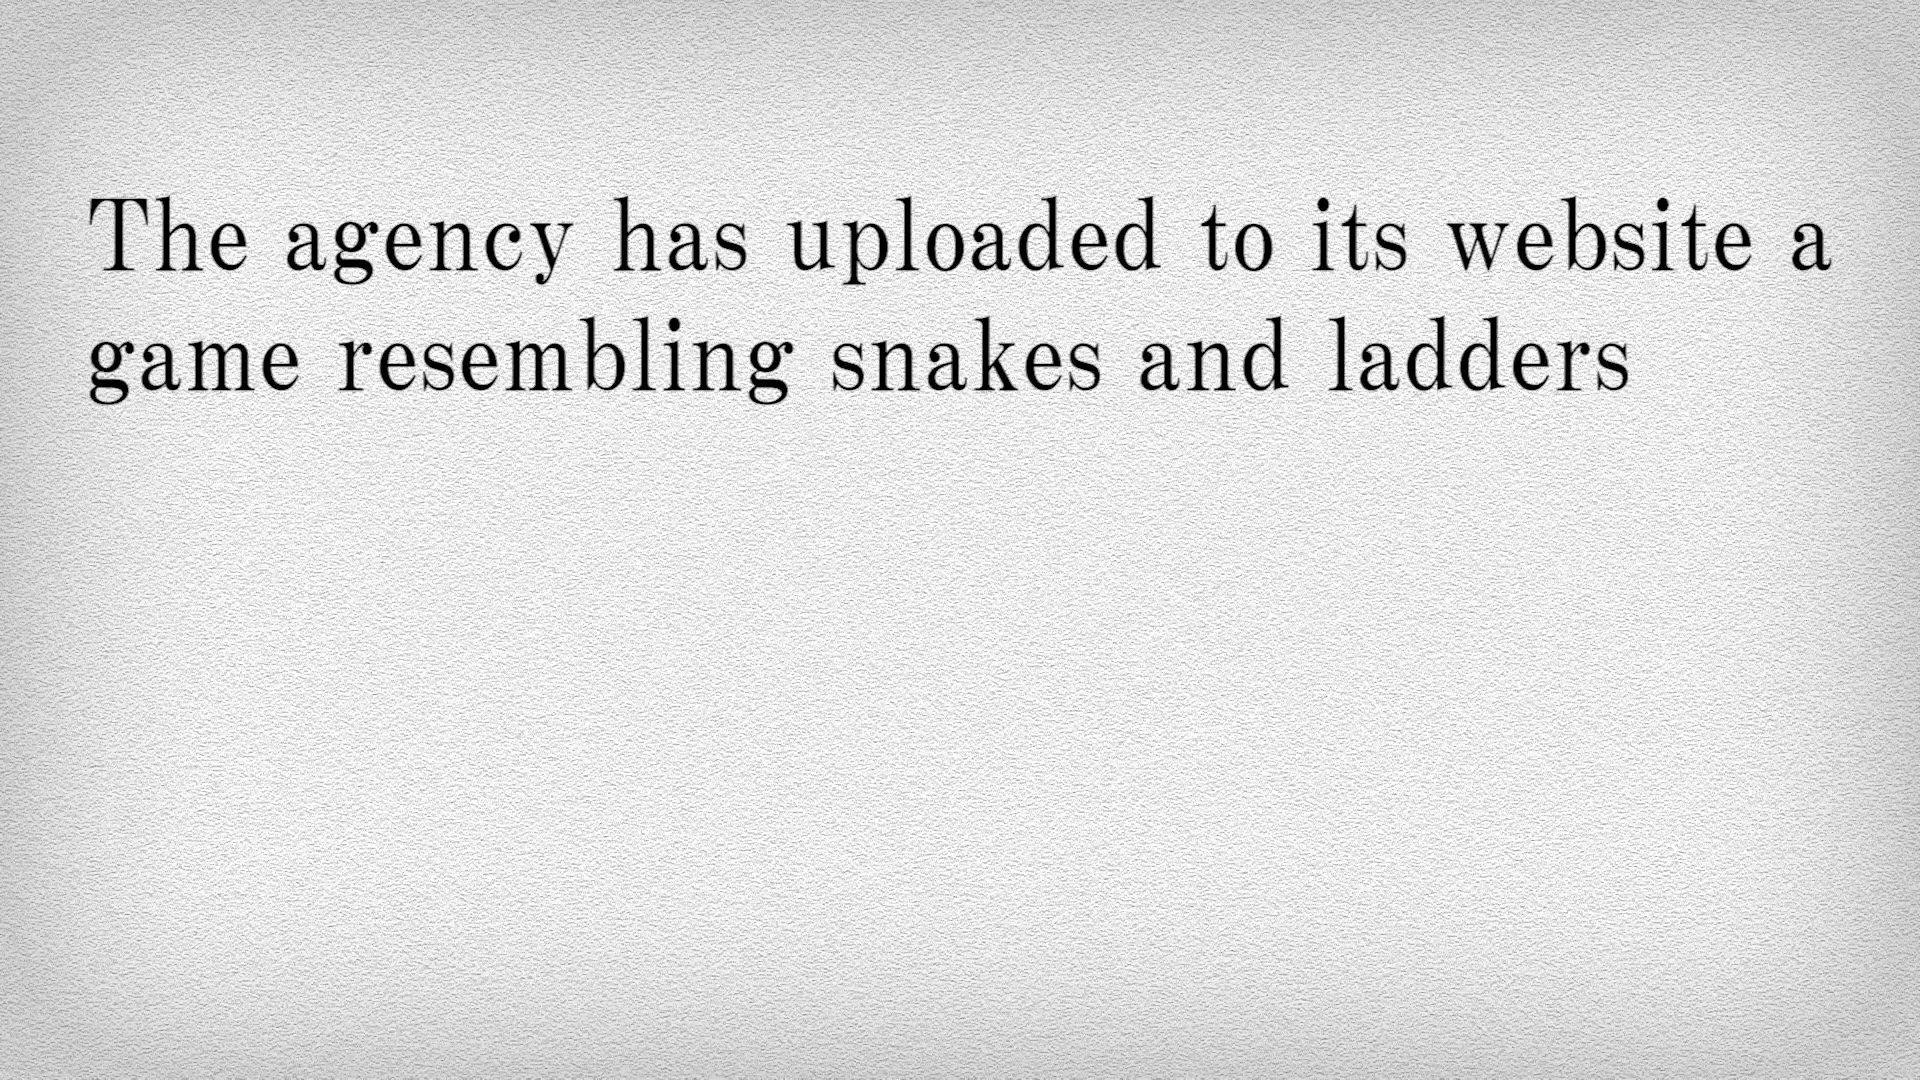 The agency has uploaded to its website a
game resembling snakes and ladders